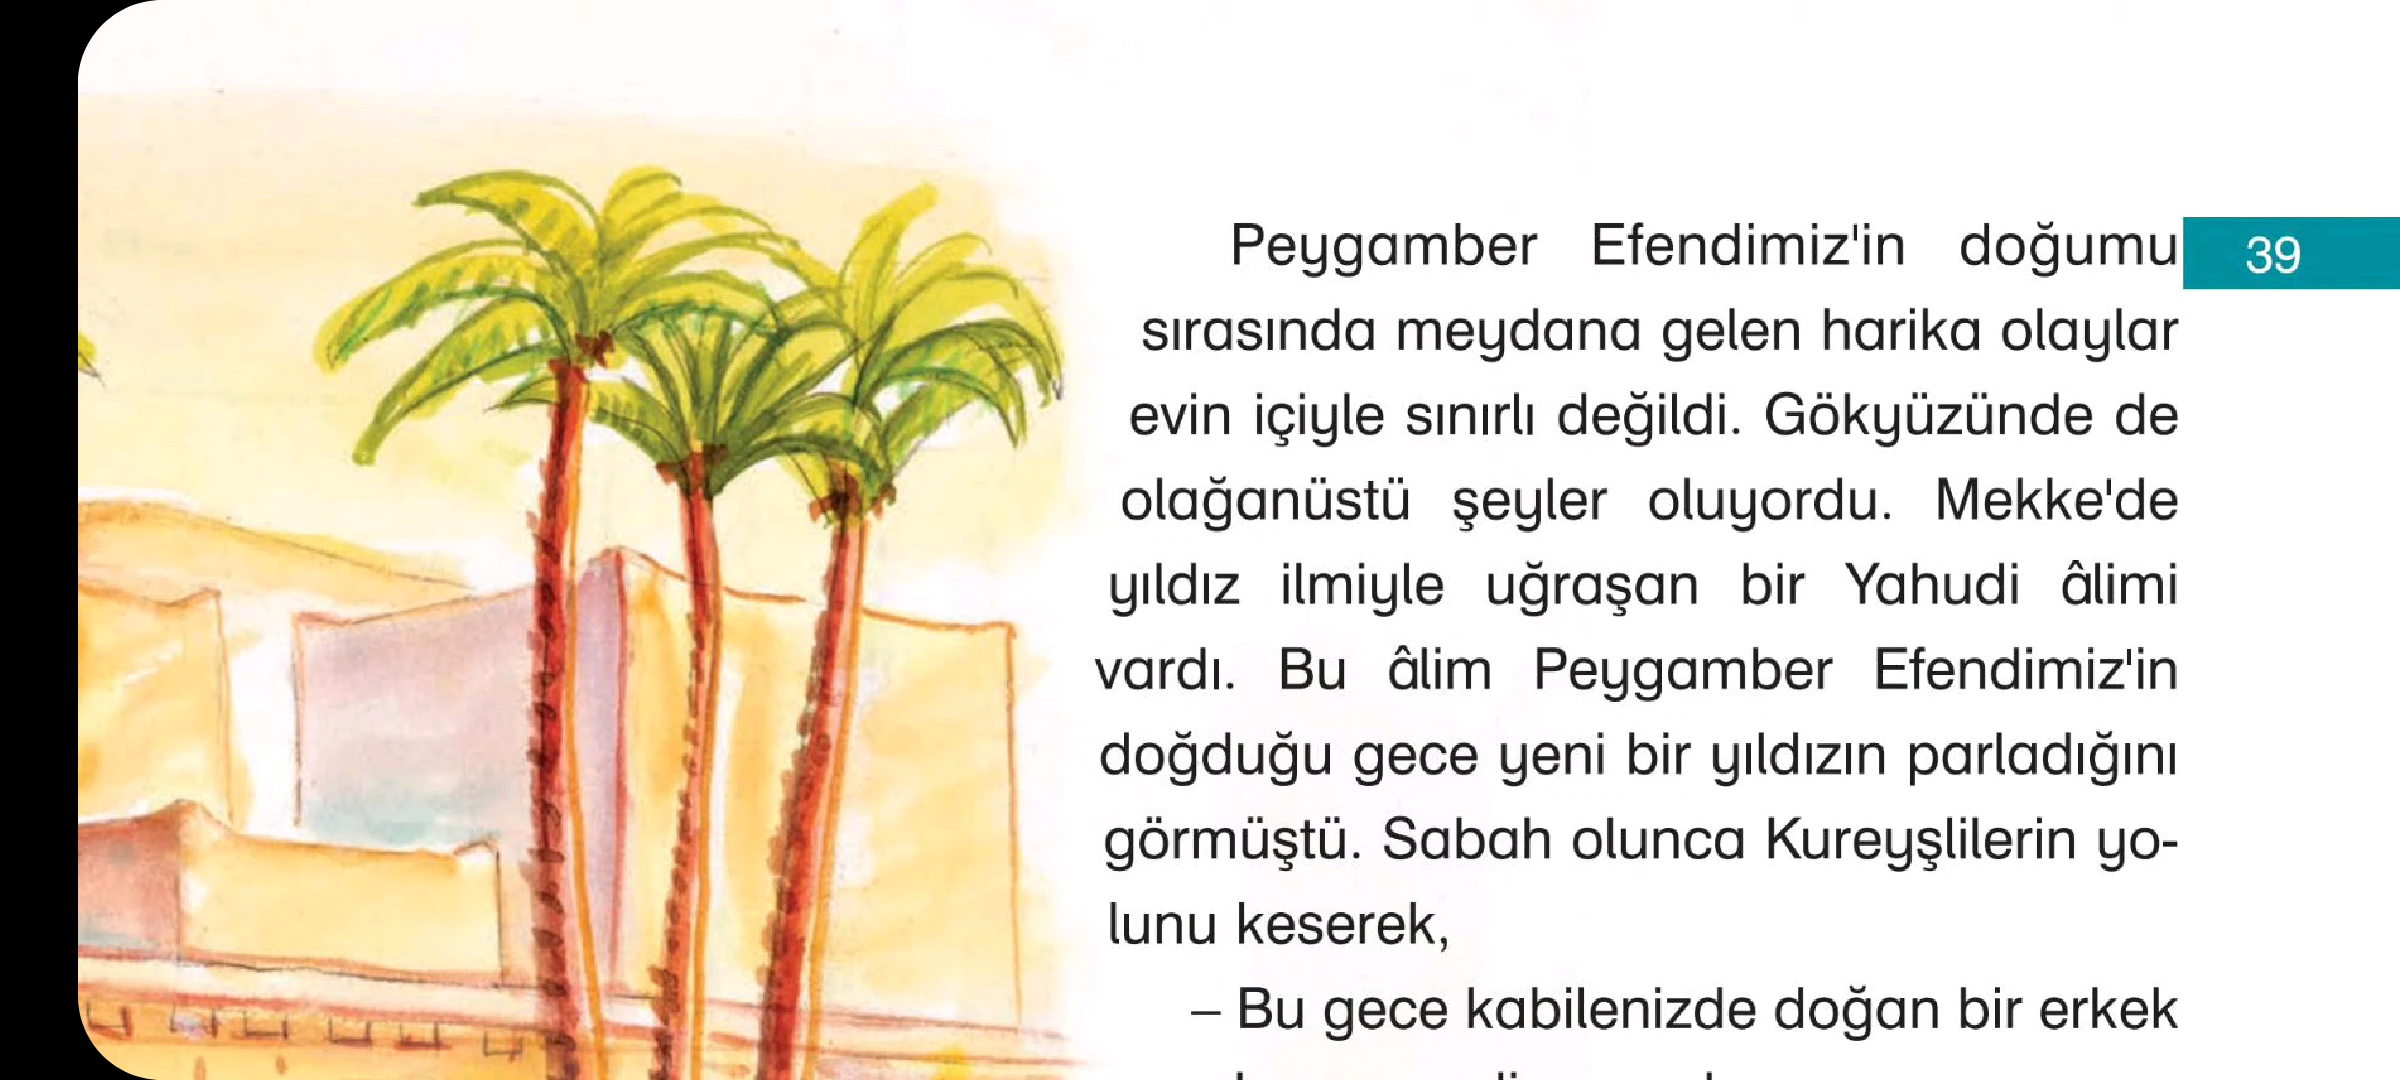 Peygamber Efendimiz'in doğumu
39
sırasında meydana gelen harika olaylar
evin içiyle sınırlı değildi. Gökyüzünde de
olağanüstü şeyler oluyordu. Mekke'de
yıldız ilmiyle uğraşan bir Yahudi âlimi
vardı. Bu âlim Peygamber Efendimiz'in
doğduğu gece yeni bir yıldızın parladığını
görmüştü. Sabah olunca Kureyşlilerin yo-
lunu keserek,
– Bu gece kabilenizde doğan bir erkek